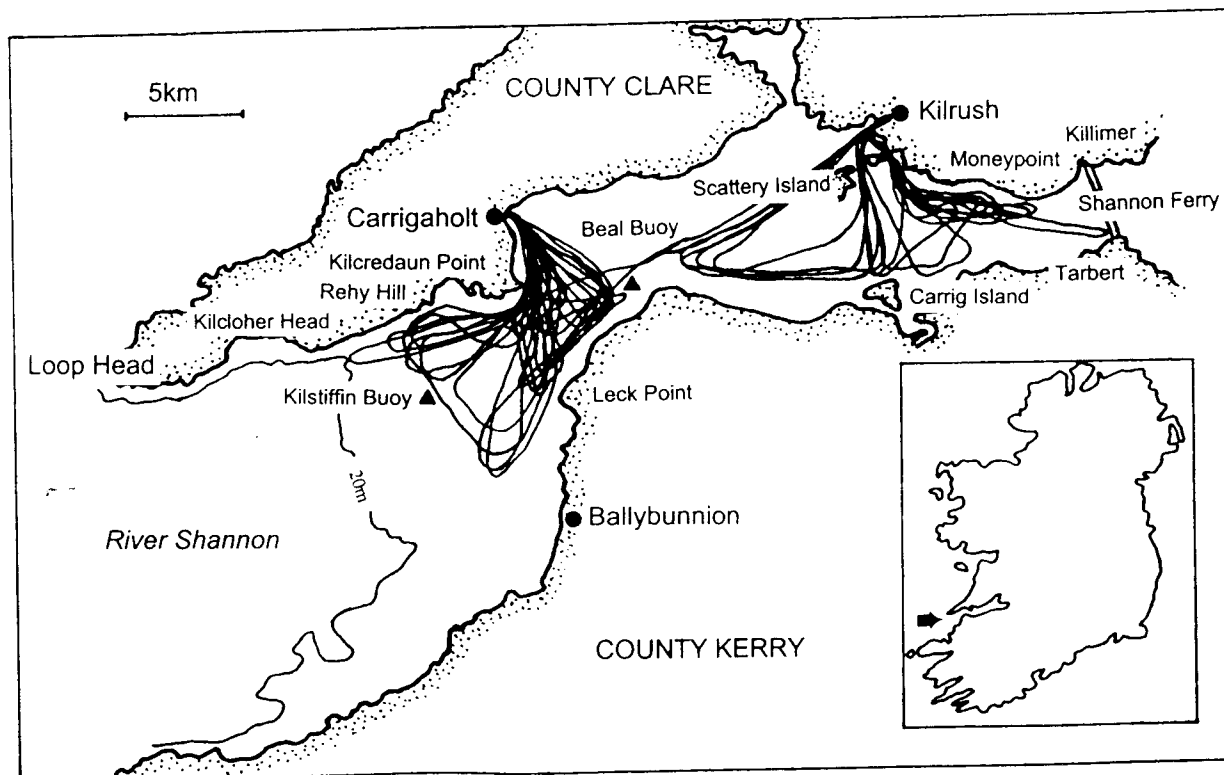 5km
COUNTY CLARE
Kilrush
Killimer
Moneypoint
Scattery Island
Shannon Ferry
Carrigaholt
Beal Buoy
Kilcredaun Point
Tarbert
Rehy Hill
Carrig Island
Kilcloher Head
Loop Head
Kilstiffin Buoy
Leck Point
20m
Ballybunnion
River Shannon
COUNTY KERRY